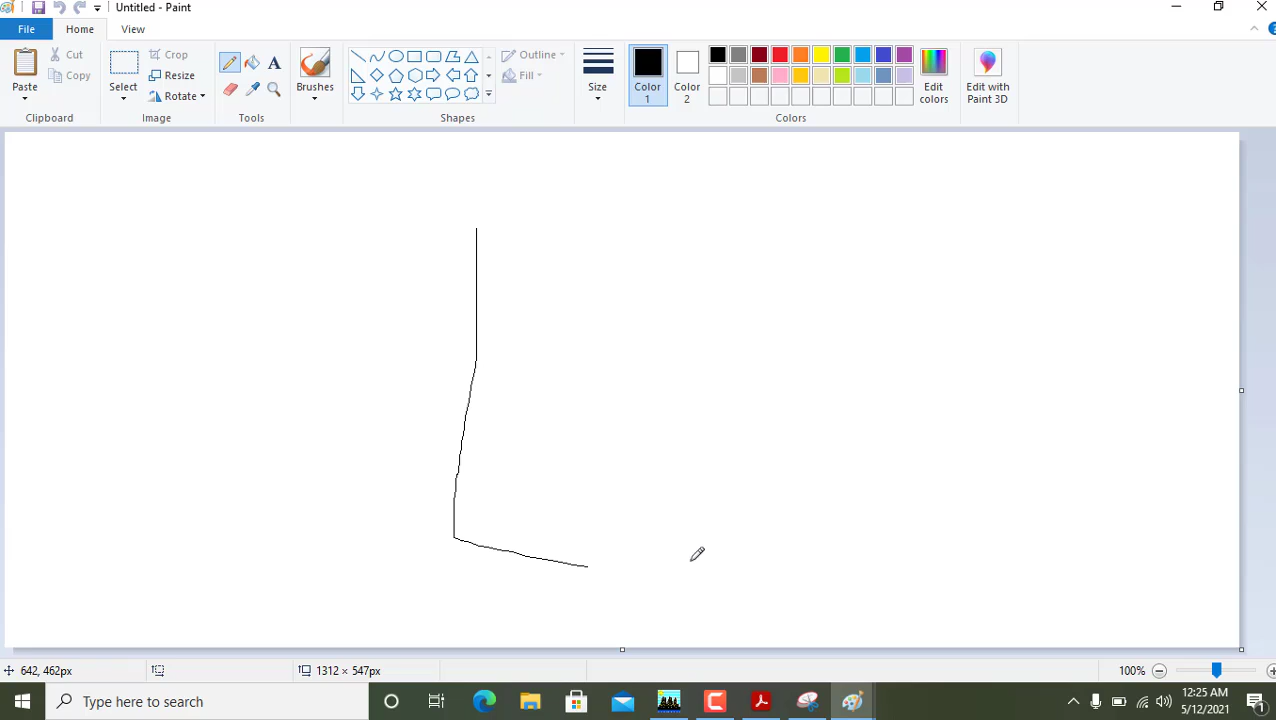 Untitled - Paint
File Home View
Paste
Cut
Copy
Clipboard
Select
Crop
Resize
Rotate
Image
Tools
Brushes
Outline
Fill
Shapes
Size
Color 1
Color 2
Edit colors
Colors
Edit with Paint 3D
642, 462px
1312 × 547px
100%
Type here to search
12:25 AM
5/12/2021
1